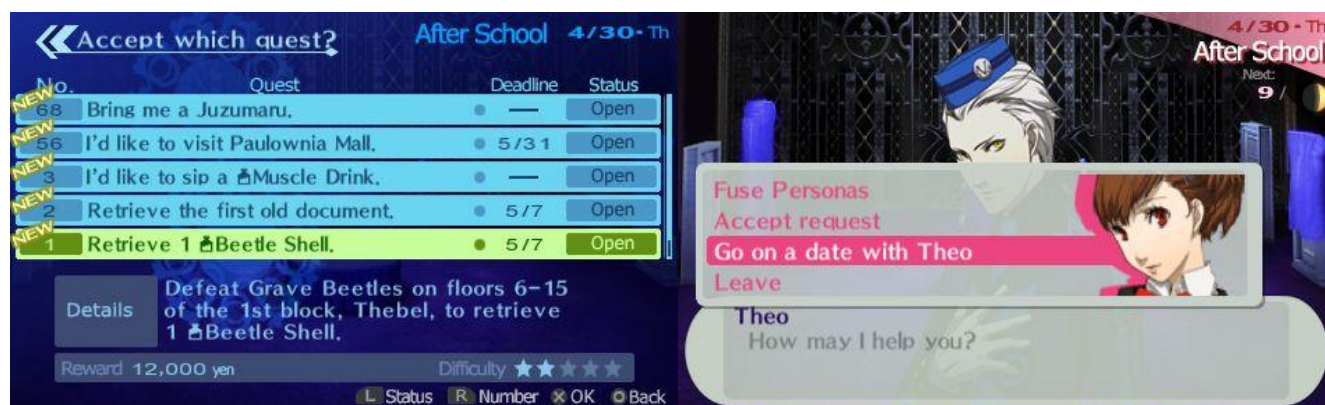 Accept which quest?
After School 4/30・Th
No. Quest Deadline Status
NEW 68 Bring me a Juzumaru. — Open
NEW 56 I'd like to visit Paulownia Mall. 5/31 Open
NEW 3 I'd like to sip a Muscle Drink. — Open
NEW 2 Retrieve the first old document. 5/7 Open
NEW 1 Retrieve 1 Beetle Shell. 5/7 Open
Details
Defeat Grave Beetles on floors 6-15
of the 1st block, Thebel, to retrieve
1 Beetle Shell.
Reward 12,000 yen Difficulty ★★★★★
L Status R Number ×OK ○Back
4/30・Th
After School
Next:
9/
Fuse Personas
Accept request
Go on a date with Theo
Leave
Theo
How may I help you?